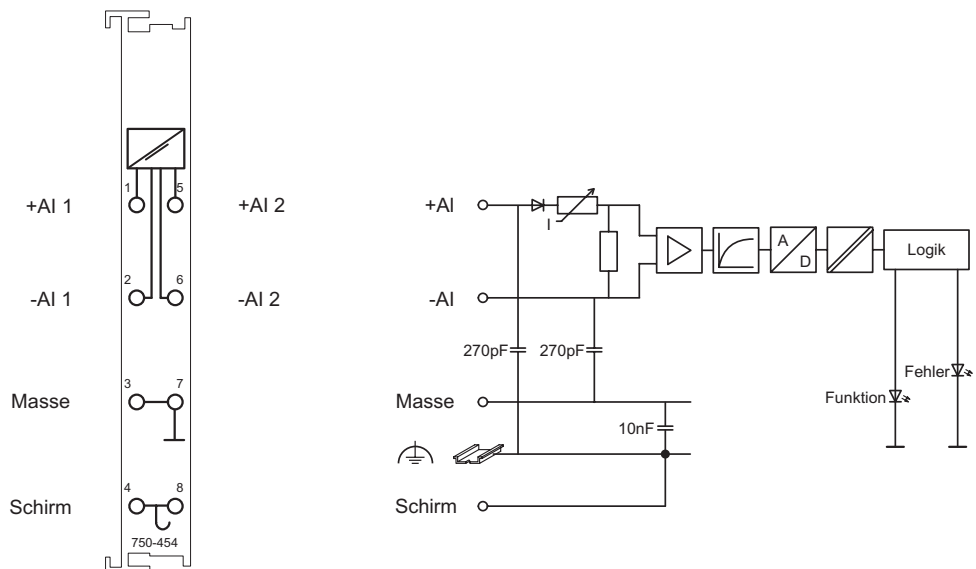 1 5
+AI 1 +AI 2
2 6
-AI 1 -AI 2
3 7
Masse
4 8
Schirm
750-454
+AI
I
A
D
Logik
-AI
270pF 270pF
Fehler
Funktion
Masse
10nF
Schirm